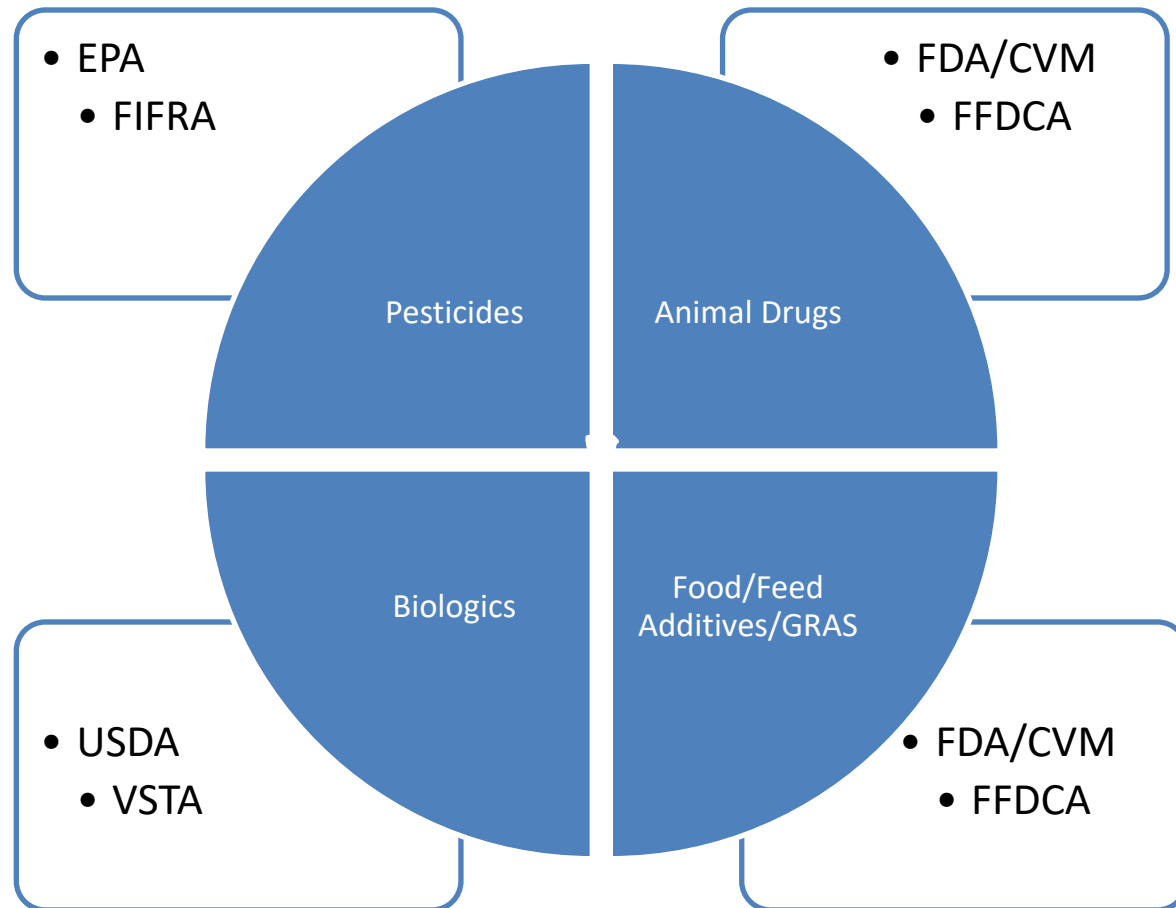 • EPA
• FIFRA
• FDA/CVM
• FFDCA
Pesticides
Animal Drugs
Biologics
Food/Feed
Additives/GRAS
• USDA
• VSTA
• FDA/CVM
• FFDCA